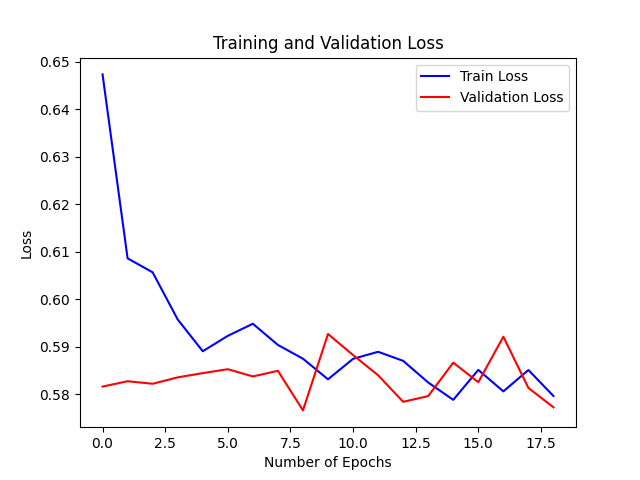 Training and Validation Loss
Train Loss
Validation Loss
0.65
0.64
0.63
0.62
0.61
0.60
0.59
0.58
Loss
0.0 2.5 5.0 7.5 10.0 12.5 15.0 17.5
Number of Epochs